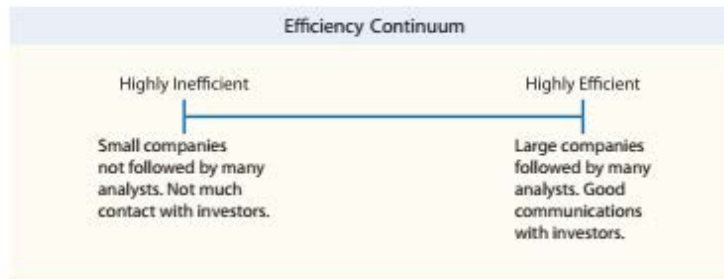 Efficiency Continuum
Highly Inefficient
Highly Efficient
Small companies
not followed by many
analysts. Not much
contact with investors.
Large companies
followed by many
analysts. Good
communications
with investors.